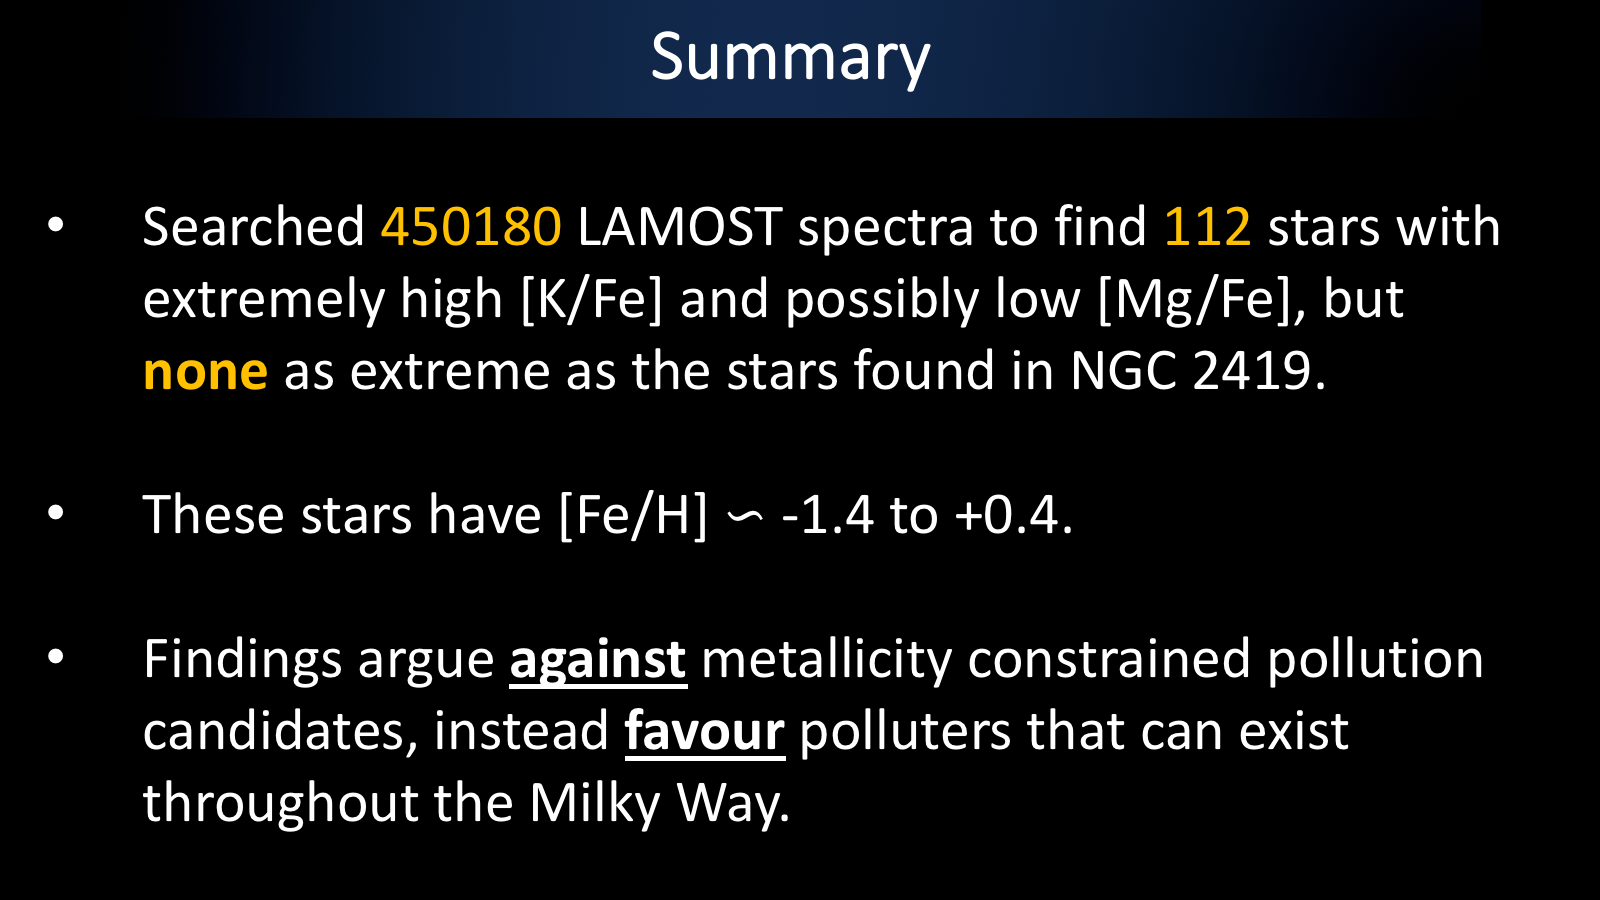 Summary
• Searched 450180 LAMOST spectra to find 112 stars with
extremely high [K/Fe] and possibly low [Mg/Fe], but
none as extreme as the stars found in NGC 2419.
• These stars have [Fe/H] ∽ -1.4 to +0.4.
• Findings argue against metallicity constrained pollution
candidates, instead favour polluters that can exist
throughout the Milky Way.